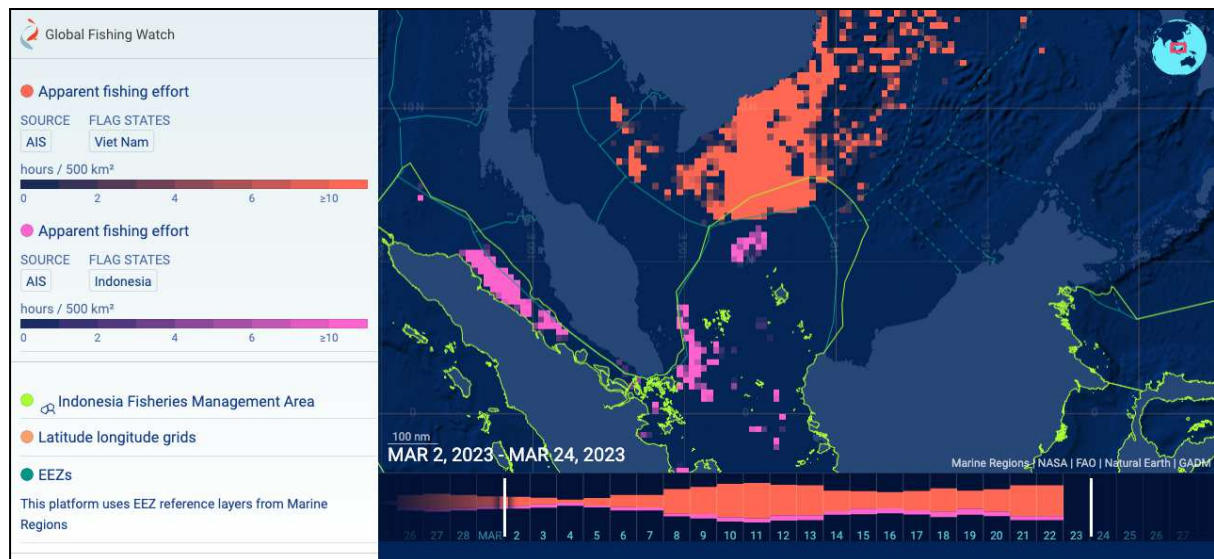 Global Fishing Watch
Apparent fishing effort
SOURCE FLAG STATES
AIS Viet Nam
hours / 500 km²
0 2 4 6 ≥10
Apparent fishing effort
SOURCE FLAG STATES
AIS Indonesia
hours / 500 km²
0 2 4 6 ≥10
Indonesia Fisheries Management Area
Latitude longitude grids
EEZs
This platform uses EEZ reference layers from Marine
Regions
10 N
0
100 nm
MAR 2, 2023 - MAR 24, 2023
Marine Regions | NASA | FAO | Natural Earth | GADM
26 27 28 MAR 2 3 4 5 6 7 8 9 10 11 12 13 14 15 16 17 18 19 20 21 22 23 24 25 26 27